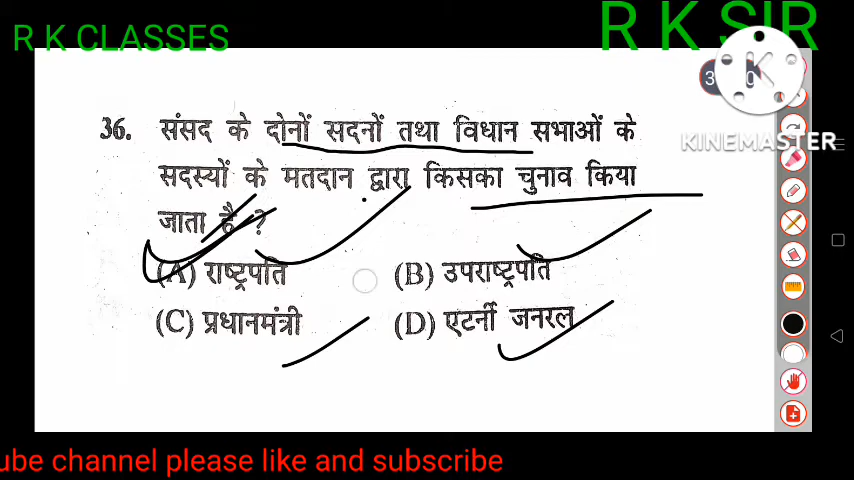 R K CLASSES
R K SIR
KINEMASTER
36. संसद के दोनों सदनों तथा विधान सभाओं के
सदस्यों के मतदान द्वारा किसका चुनाव किया
जाता है ?
(A) राष्ट्रपति (B) उपराष्ट्रपति
(C) प्रधानमंत्री (D) एटर्नी जनरल
ube channel please like and subscribe